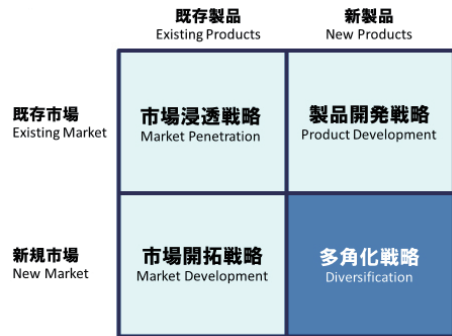 既存製品
Existing Products
新製品
New Products
既存市場
Existing Market
市場浸透戦略
Market Penetration
製品開発戦略
Product Development
新規市場
New Market
市場開拓戦略
Market Development
多角化戦略
Diversification